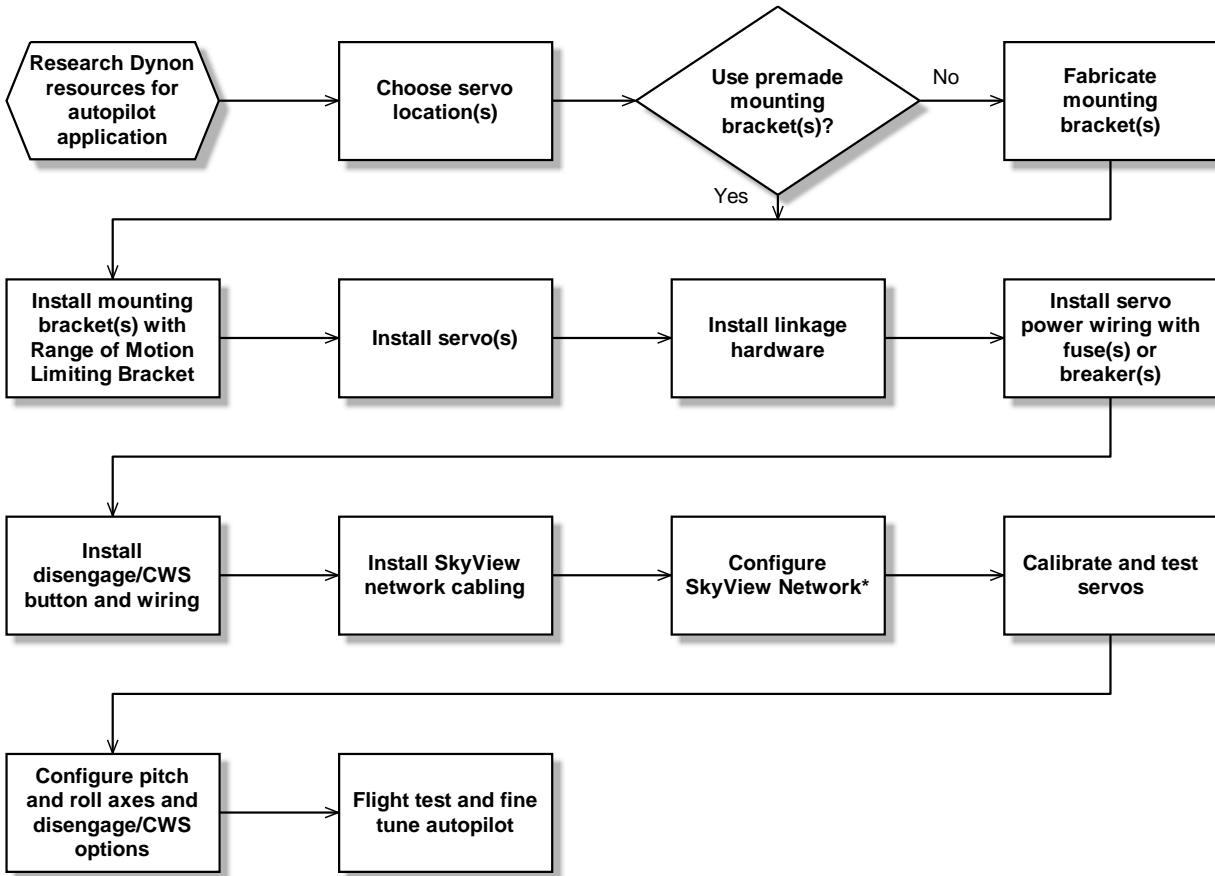 Research Dynon
resources for
autopilot
application
Choose servo
location(s)
Use premade
mounting
bracket(s)?
No
Fabricate
mounting
bracket(s)
Yes
Install mounting
bracket(s) with
Range of Motion
Limiting Bracket
Install servo(s)
Install linkage
hardware
Install servo
power wiring with
fuse(s) or
breaker(s)
Install
disengage/CWS
button and wiring
Install SkyView
network cabling
Configure
SkyView Network*
Calibrate and test
servos
Configure pitch
and roll axes and
disengage/CWS
options
Flight test and fine
tune autopilot